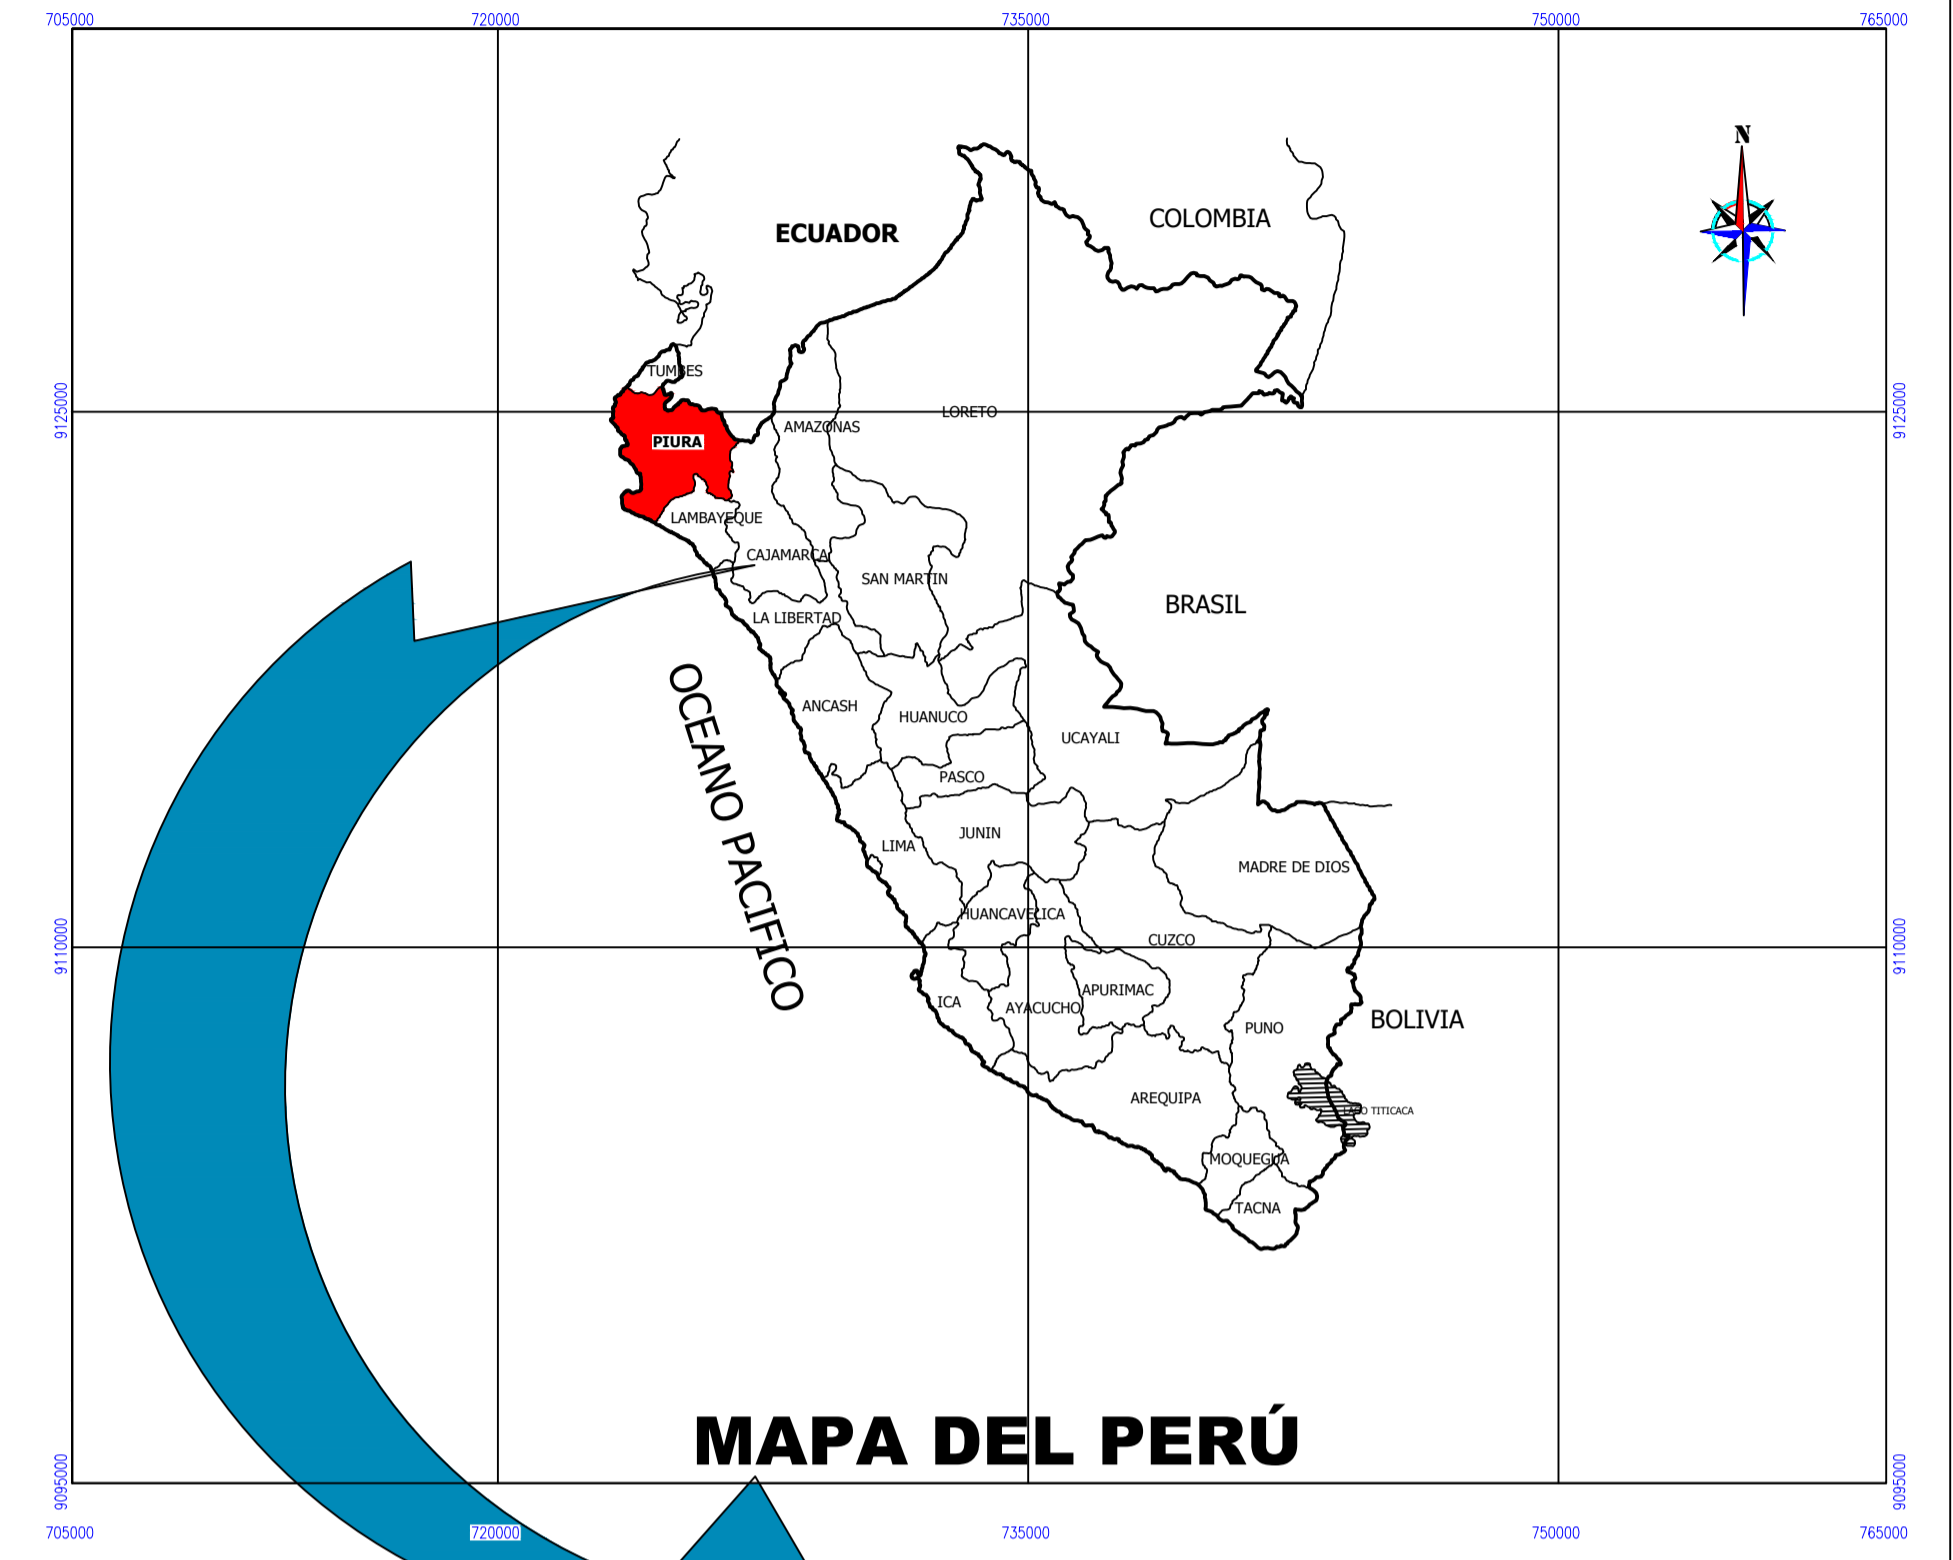 705000 720000 735000 750000 765000
N
COLOMBIA
ECUADOR
TUMBES
9125000
LORETO
9125000
AMAZONAS
PIURA
LAMBAYEQUE
CAJAMARCA
SAN MARTIN
BRASIL
LA LIBERTAD
OCEANO PACIFICO
ANCASH
HUANUCO
UCAYALI
PASCO
JUNIN
LIMA
MADRE DE DIOS
HUANCAVELICA
CUZCO
9110000
9110000
APURIMAC
ICA
AYACUCHO
BOLIVIA
PUNO
AREQUIPA
LAGO TITICACA
MOQUEGUA
TACNA
MAPA DEL PERÚ
9095000
9095000
705000 720000 735000 750000 765000